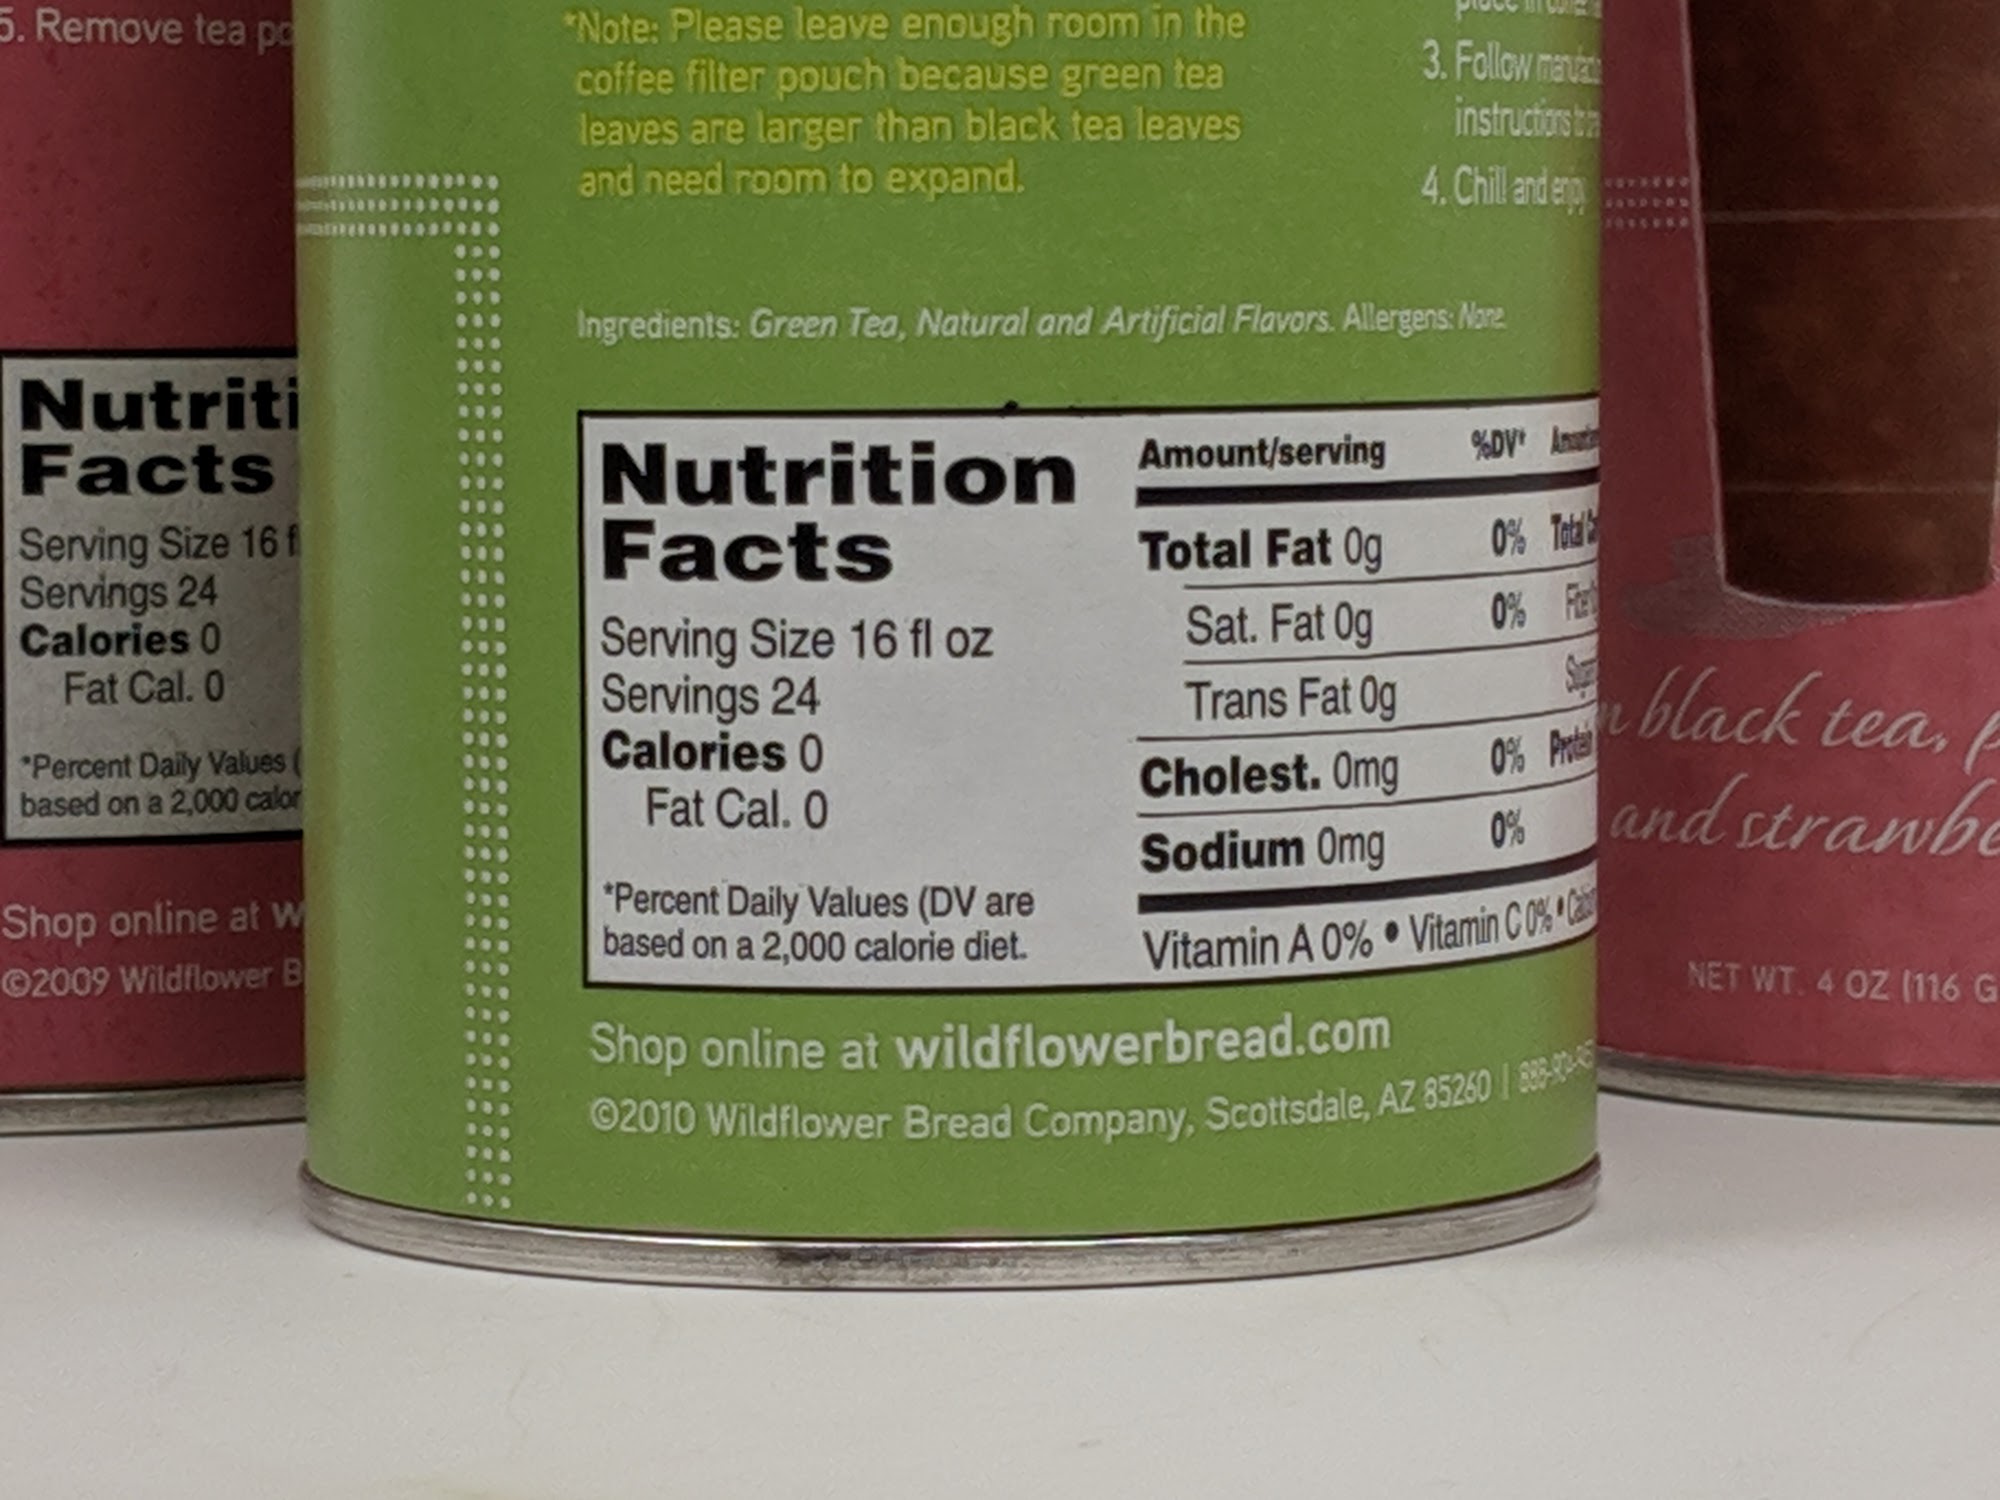 5. Remove tea
Nutriti
Facts
Serving Size 16 f
Servings 24
Calories 0
Fat Cal. 0
*Percent Daily Values (
based on a 2,000 calor
Shop online at w
©2009 Wildflower B
*Note: Please leave enough room in the
coffee filter pouch because green tea
leaves are larger than black tea leaves
and need room to expand.
3. Follow
instructions
4. Chill and enjoy
Ingredients: Green Tea, Natural and Artificial Flavors. Allergens: None.
Nutrition
Facts
Serving Size 16 fl oz
Servings 24
Calories 0
Fat Cal. 0
*Percent Daily Values (DV are
based on a 2,000 calorie diet.
Amount/serving %DV*
Total Fat 0g 0% Total
Sat. Fat 0g 0%
Trans Fat 0g
Cholest. 0mg 0% Protein
Sodium 0mg 0%
Vitamin A 0% • Vitamin C 0% •
Shop online at wildflowerbread.com
©2010 Wildflower Bread Company, Scottsdale, AZ 85260 |
black tea, p
and strawbe
NET WT. 4 OZ (116 G